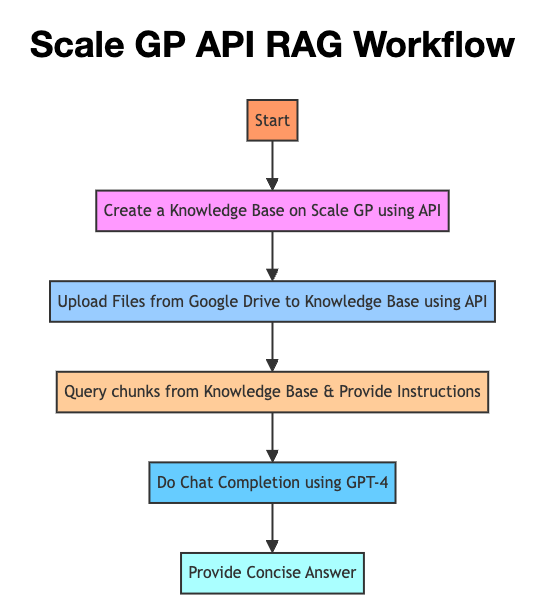 Scale GP API RAG Workflow
Start
Create a Knowledge Base on Scale GP using API
Upload Files from Google Drive to Knowledge Base using API
Query chunks from Knowledge Base & Provide Instructions
Do Chat Completion using GPT-4
Provide Concise Answer